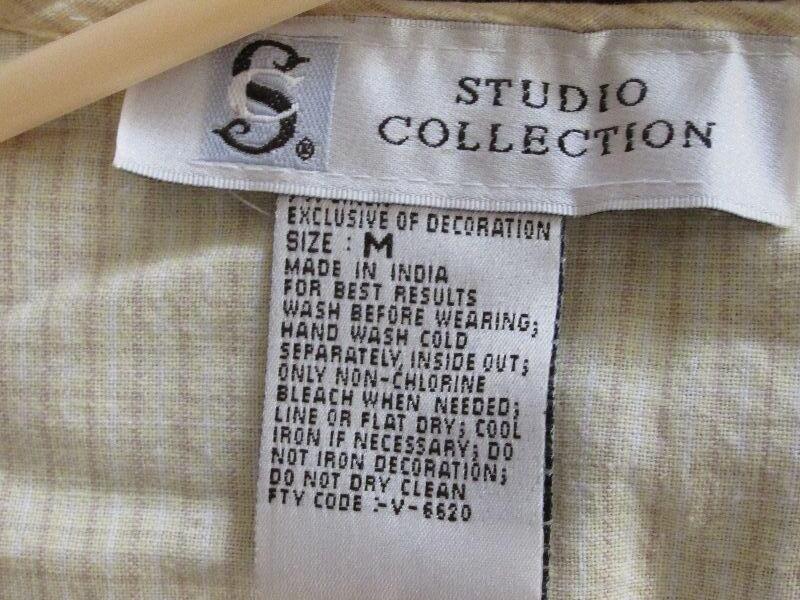 SC®
STUDIO
COLLECTION
EXCLUSIVE OF DECORATION
SIZE : M
MADE IN INDIA
FOR BEST RESULTS
WASH BEFORE WEARING;
HAND WASH COLD
SEPARATELY, INSIDE OUT;
ONLY NON-CHLORINE
BLEACH WHEN NEEDED;
LINE OR FLAT DRY; COOL
IRON IF NECESSARY; DO
NOT IRON DECORATION;
DO NOT DRY CLEAN
FTY CODE :-V-6620